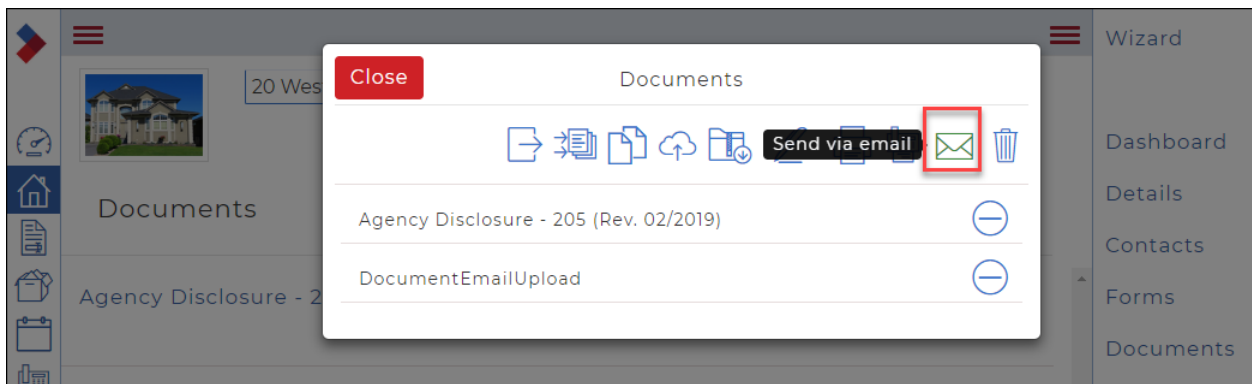 Wizard
20 Wes
Close
Documents
Send via email
Dashboard
Details
Documents
Agency Disclosure - 205 (Rev. 02/2019)
Contacts
DocumentEmailUpload
Agency Disclosure - 2
Forms
Documents